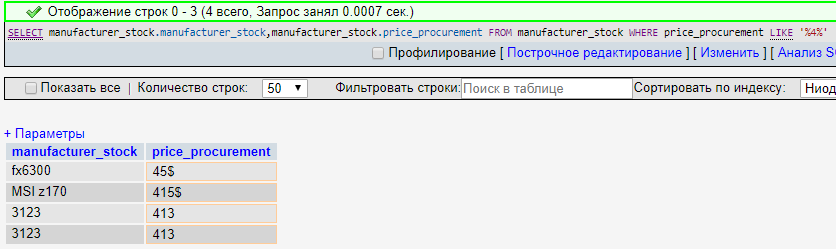 Отображение строк 0 - 3 (4 всего, Запрос занял 0.0007 сек.)
SELECT manufacturer_stock.manufacturer_stock,manufacturer_stock.price_procurement FROM manufacturer_stock WHERE price_procurement LIKE '%4%'
Профилирование [ Построчное редактирование ] [ Изменить ] [ Анализ S
Показать все | Количество строк: 50 Фильтровать строки: Поиск в таблице Сортировать по индексу: Ниод
+ Параметры
manufacturer_stock price_procurement
fx6300 45$
MSI z170 415$
3123 413
3123 413